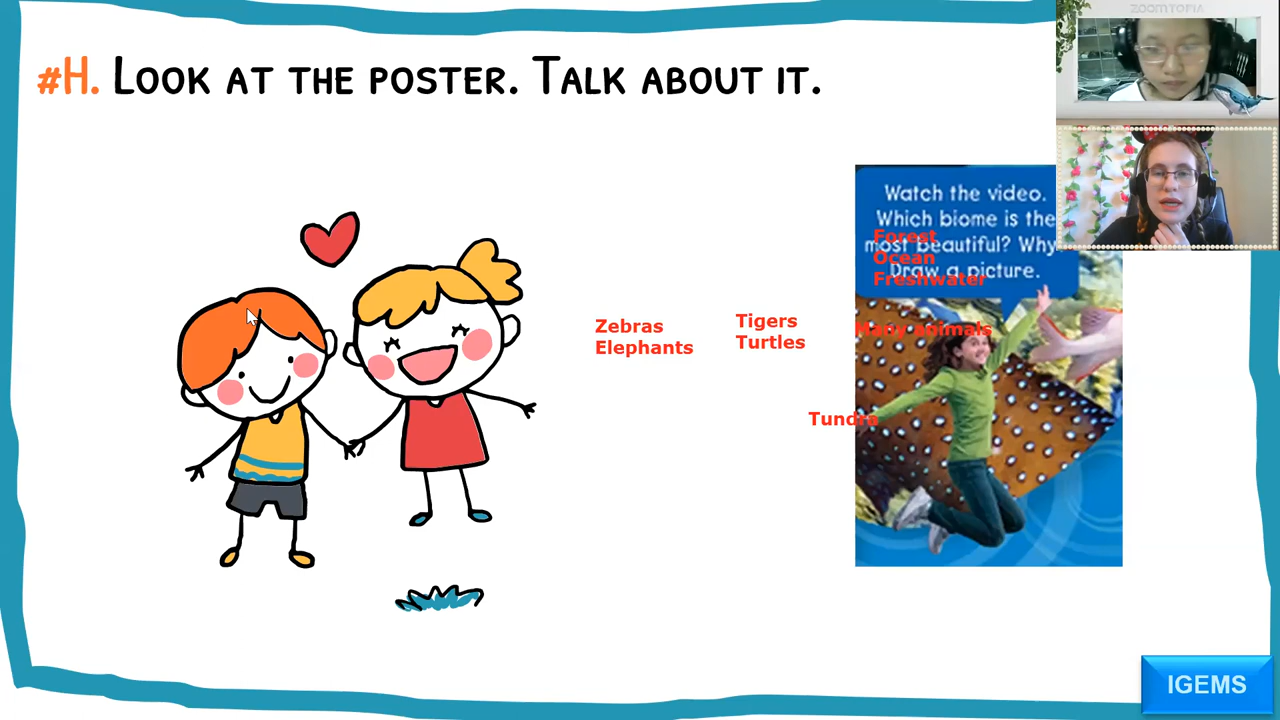 ZOOMTOPIA
#H. LOOK AT THE POSTER. TALK ABOUT IT.
Watch the video.
Which biome is the
most beautiful? Why
Draw a picture.
Forest
Ocean
Freshwater
Zebras
Elephants
Tigers
Turtles
Many animals
Tundra
IGEMS